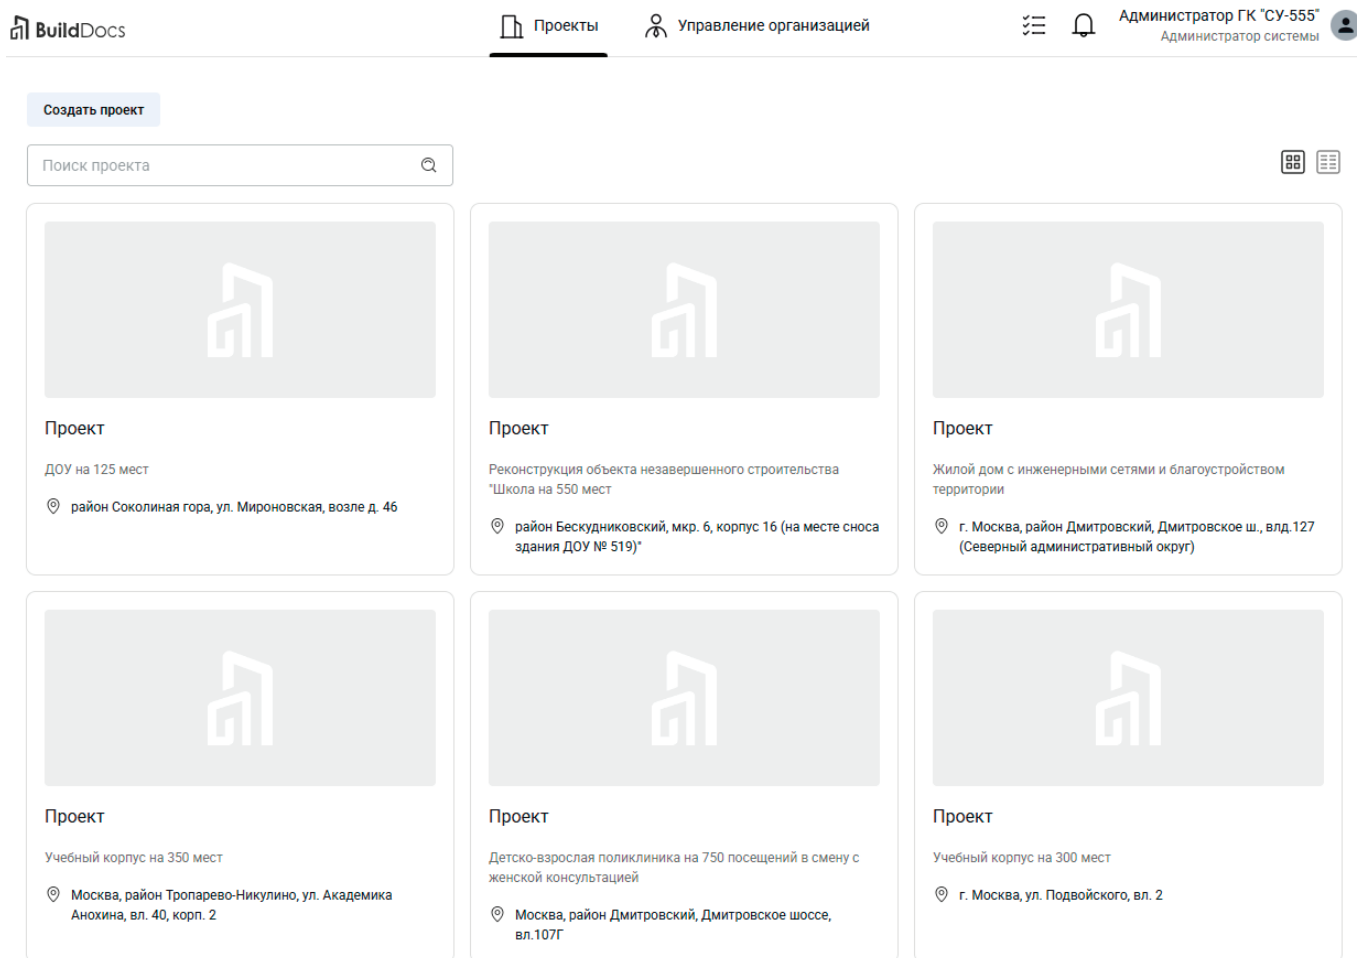 BuildDocs
Проекты
Управление организацией
Администратор ГК "СУ-555"
Администратор системы
Создать проект
Поиск проекта
Проект
ДОУ на 125 мест
район Соколиная гора, ул. Мироновская, возле д. 46
Проект
Реконструкция объекта незавершенного строительства
"Школа на 550 мест
район Бескудниковский, мкр. 6, корпус 16 (на месте сноса
здания ДОУ № 519)"
Проект
Жилой дом с инженерными сетями и благоустройством
территории
г. Москва, район Дмитровский, Дмитровское ш., влд.127
(Северный административный округ)
Проект
Учебный корпус на 350 мест
Москва, район Тропарево-Никулино, ул. Академика
Анохина, вл. 40, корп. 2
Проект
Детско-взрослая поликлиника на 750 посещений в смену с
женской консультацией
Москва, район Дмитровский, Дмитровское шоссе,
вл.107Г
Проект
Учебный корпус на 300 мест
г. Москва, ул. Подвойского, вл. 2